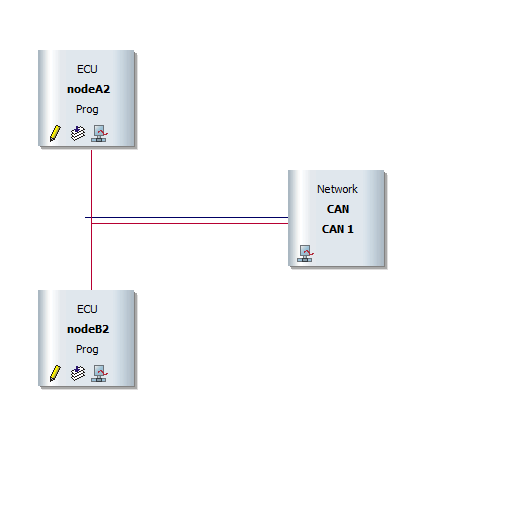 ECU
nodeA2
Prog
Network
CAN
CAN 1
ECU
nodeB2
Prog